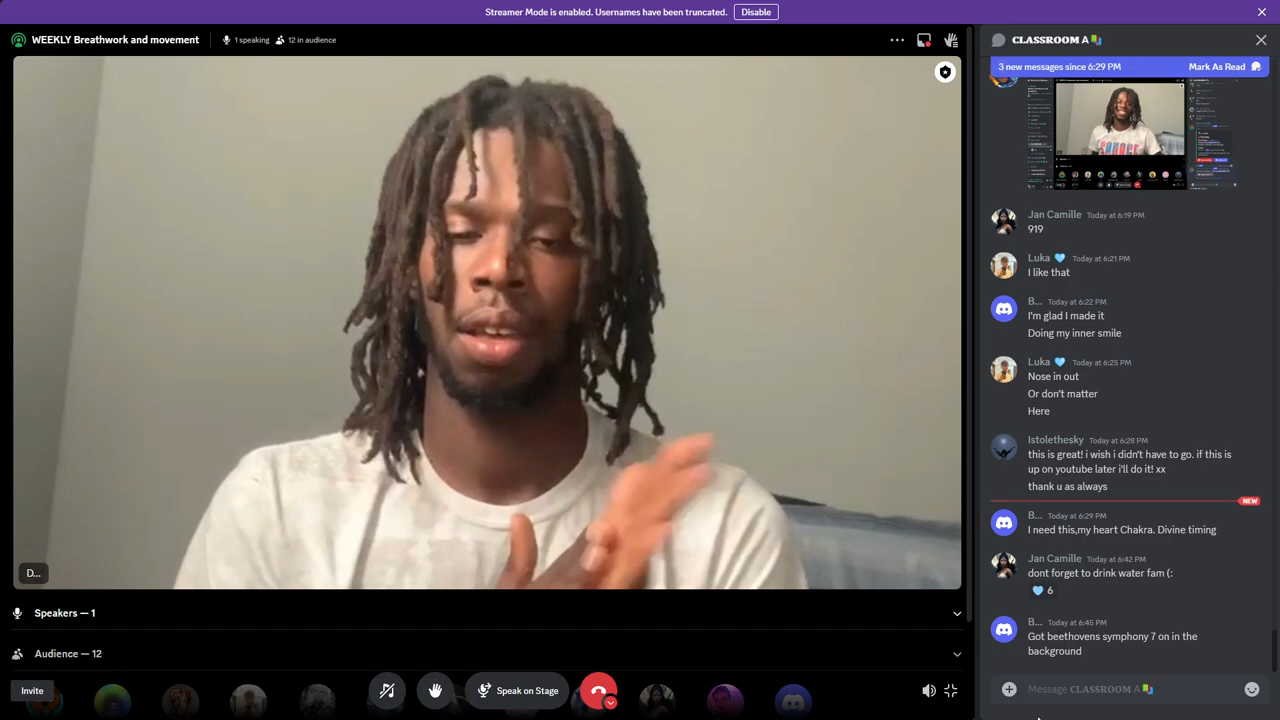 Streamer Mode is enabled. Usernames have been truncated. Disable
WEEKLY Breathwork and movement 1 speaking 12 in audience
D...
Speakers — 1
Audience — 12
Invite
Speak on Stage
CLASSROOM A
3 new messages since 6:29 PM Mark As Read
Jan Camille Today at 6:19 PM
919
Luka Today at 6:21 PM
I like that
B... Today at 6:22 PM
I'm glad I made it
Doing my inner smile
Luka Today at 6:25 PM
Nose in out
Or don't matter
Here
Istolethesky Today at 6:28 PM
this is great! i wish i didn't have to go. if this is
up on youtube later i'll do it! xx
thank u as always
NEW
B... Today at 6:29 PM
I need this,my heart Chakra. Divine timing
Jan Camille Today at 6:42 PM
dont forget to drink water fam (:
6
B... Today at 6:45 PM
Got beethovens symphony 7 on in the
background
Message CLASSROOM A